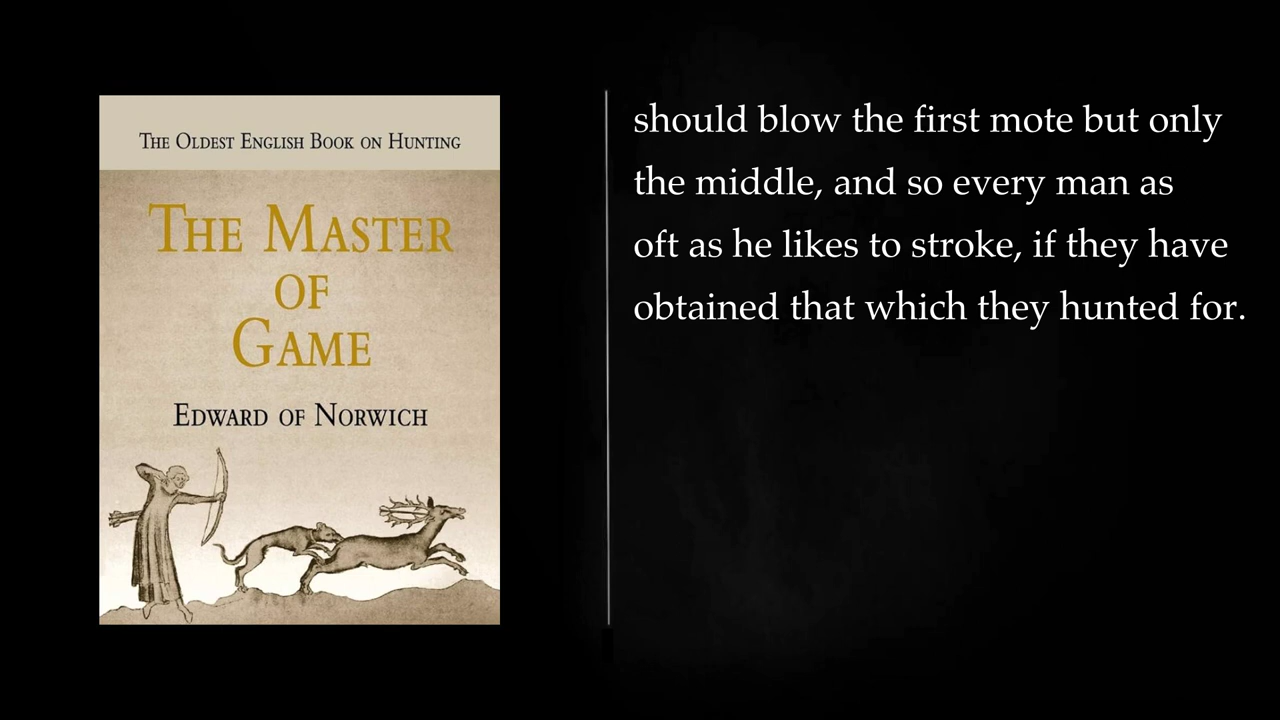 The Oldest English Book on Hunting
The Master
of
Game
Edward of Norwich
should blow the first mote but only
the middle, and so every man as
oft as he likes to stroke, if they have
obtained that which they hunted for.